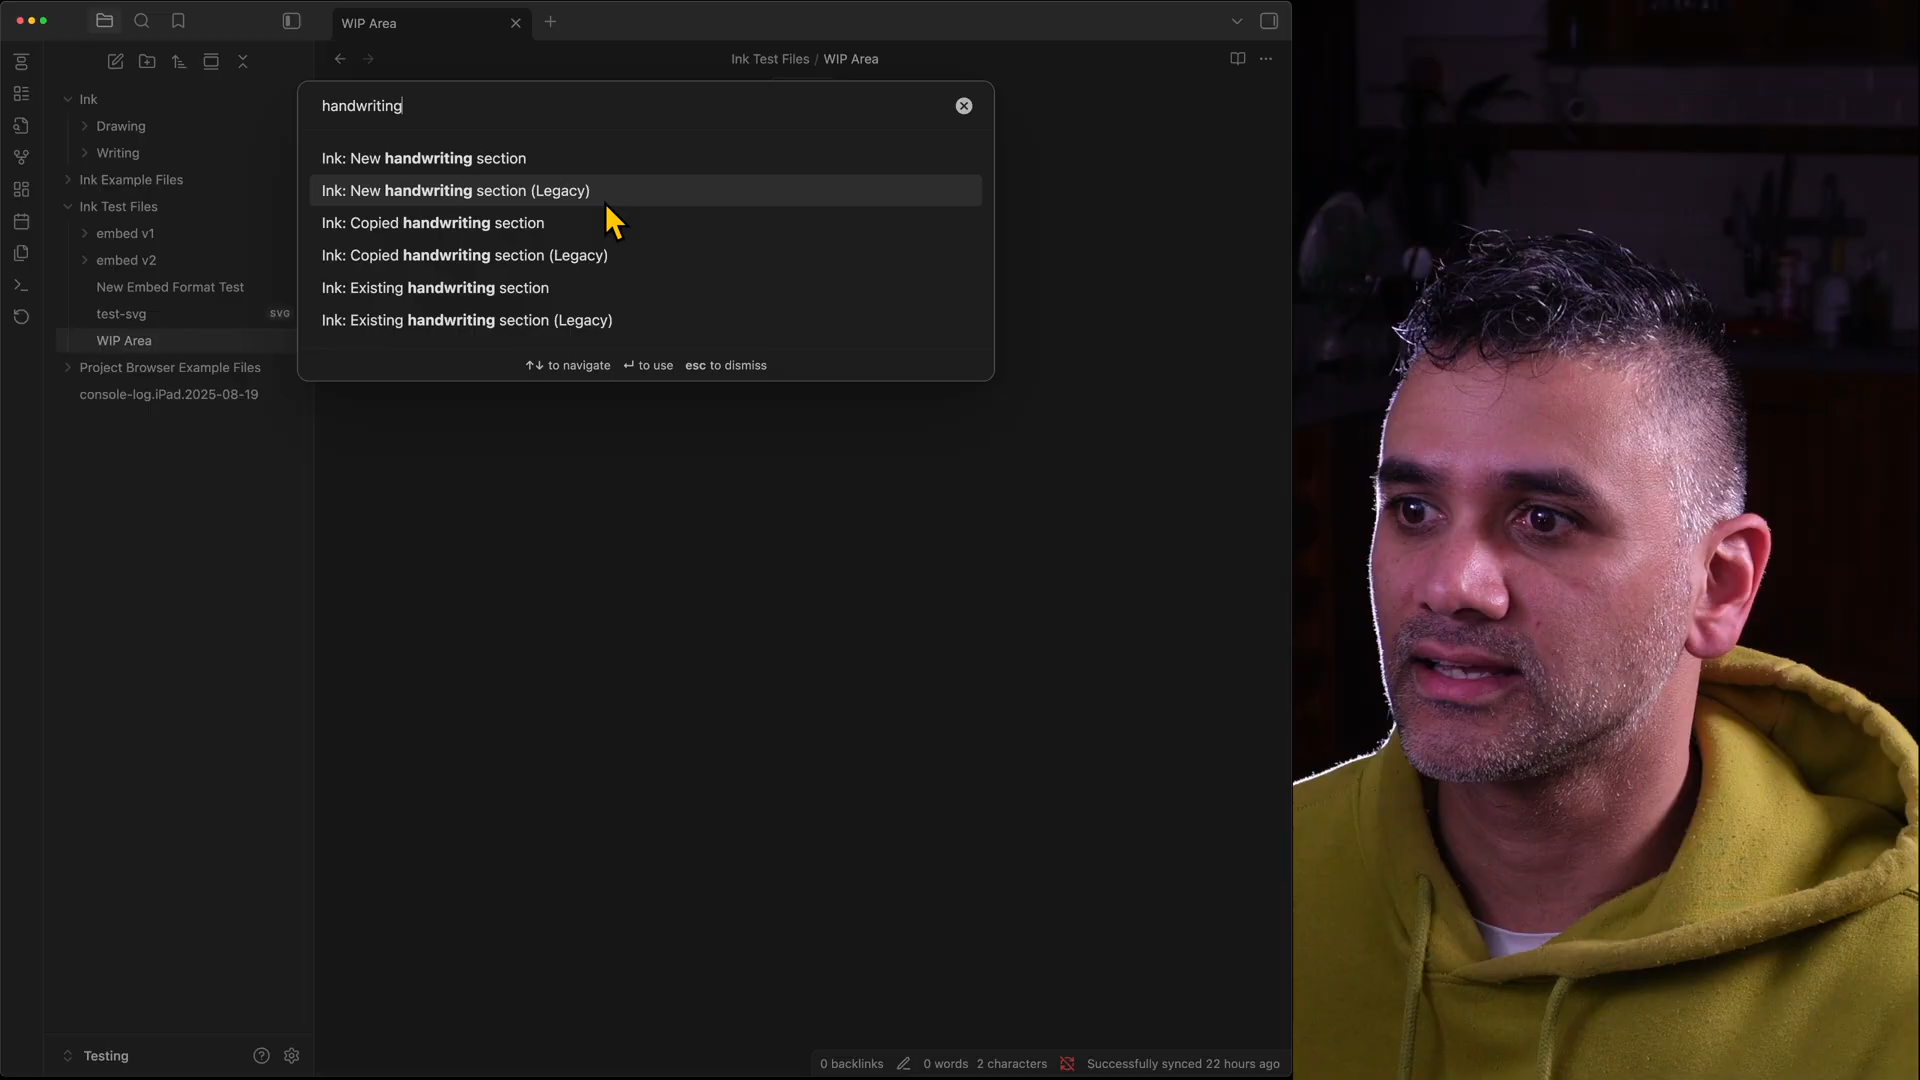 WIP Area
Ink Test Files / WIP Area
Ink
Drawing
Writing
Ink Example Files
Ink Test Files
embed v1
embed v2
New Embed Format Test
test-svg SVG
WIP Area
Project Browser Example Files
console-log.iPad.2025-08-19
handwriting
Ink: New handwriting section
Ink: New handwriting section (Legacy)
Ink: Copied handwriting section
Ink: Copied handwriting section (Legacy)
Ink: Existing handwriting section
Ink: Existing handwriting section (Legacy)
↑↓ to navigate ↵ to use esc to dismiss
Testing
0 backlinks 0 words 2 characters Successfully synced 22 hours ago